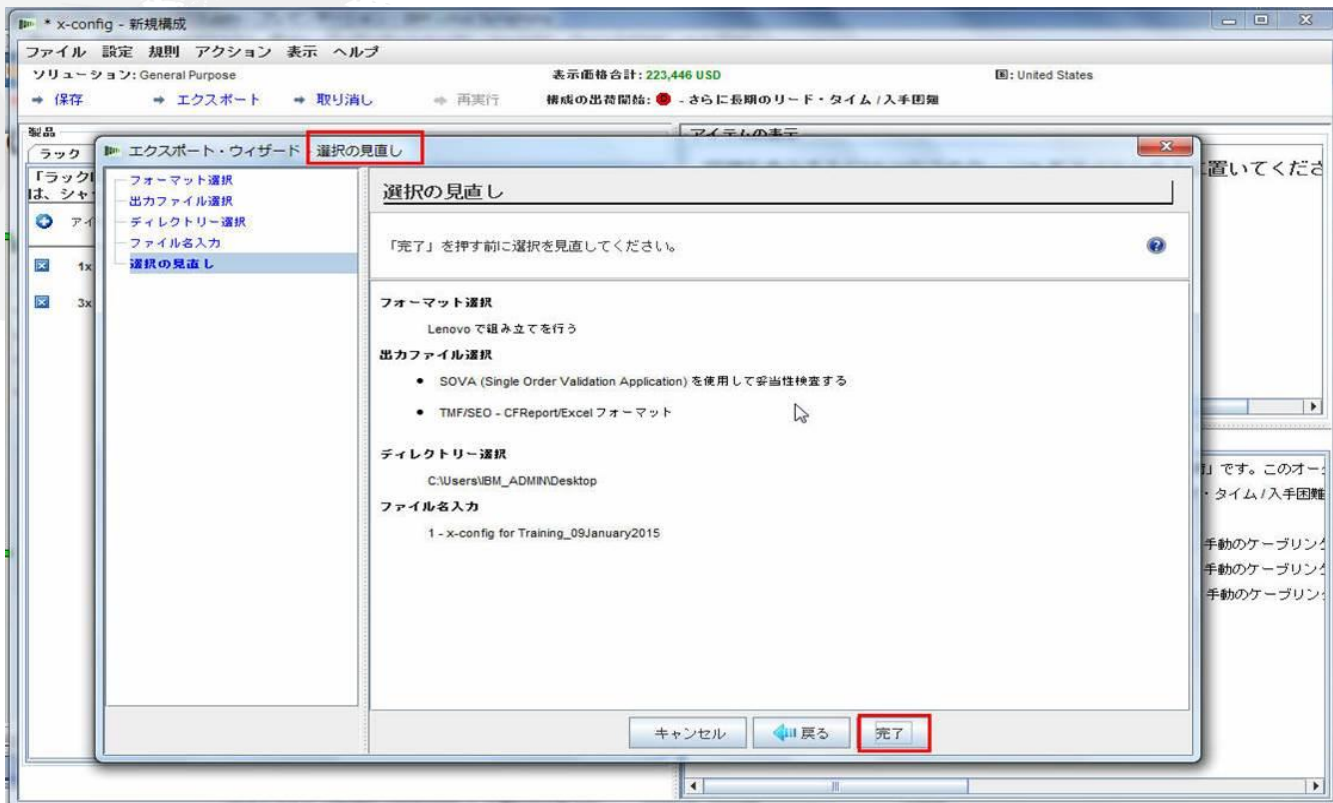 * x-config - 新規構成
ファイル 設定 規則 アクション 表示 ヘルプ
ソリューション: General Purpose 表示価格合計: 223,446 USD 国: United States
➔ 保存 ➔ エクスポート ➔ 取り消し ➔ 再実行 構成の出荷開始: - さらに長期のリード・タイム / 入手困難
製品
アイテムの表示
ラック
「ラック
は、シャ
アイ
1x
3x
エクスポート・ウィザード - 選択の見直し
フォーマット選択
出力ファイル選択
ディレクトリー選択
ファイル名入力
選択の見直し
選択の見直し
「完了」を押す前に選択を見直してください。
フォーマット選択
Lenovo で組み立てを行う
出力ファイル選択
• SOVA (Single Order Validation Application) を使用して妥当性検査する
• TMF/SEO - CFReport/Excel フォーマット
ディレクトリー選択
C:\Users\IBM_ADMIN\Desktop
ファイル名入力
1 - x-config for Training_09January2015
キャンセル 戻る 完了
に置いてくださ
」です。このオー
・タイム / 入手困難
手動のケーブリング
手動のケーブリング
手動のケーブリング